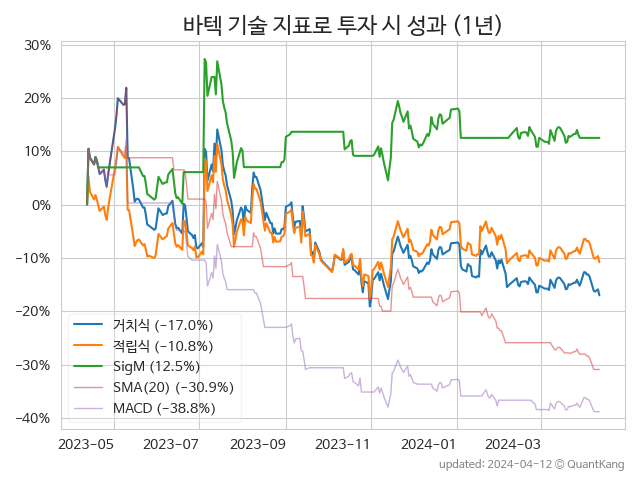 바텍 기술 지표로 투자 시 성과 (1년)
30%
20%
10%
0%
−10%
−20%
−30%
−40%
거치식 (−17.0%)
적립식 (−10.8%)
SigM (12.5%)
SMA(20) (−30.9%)
MACD (−38.8%)
2023-05 2023-07 2023-09 2023-11 2024-01 2024-03
updated: 2024-04-12 © QuantKang